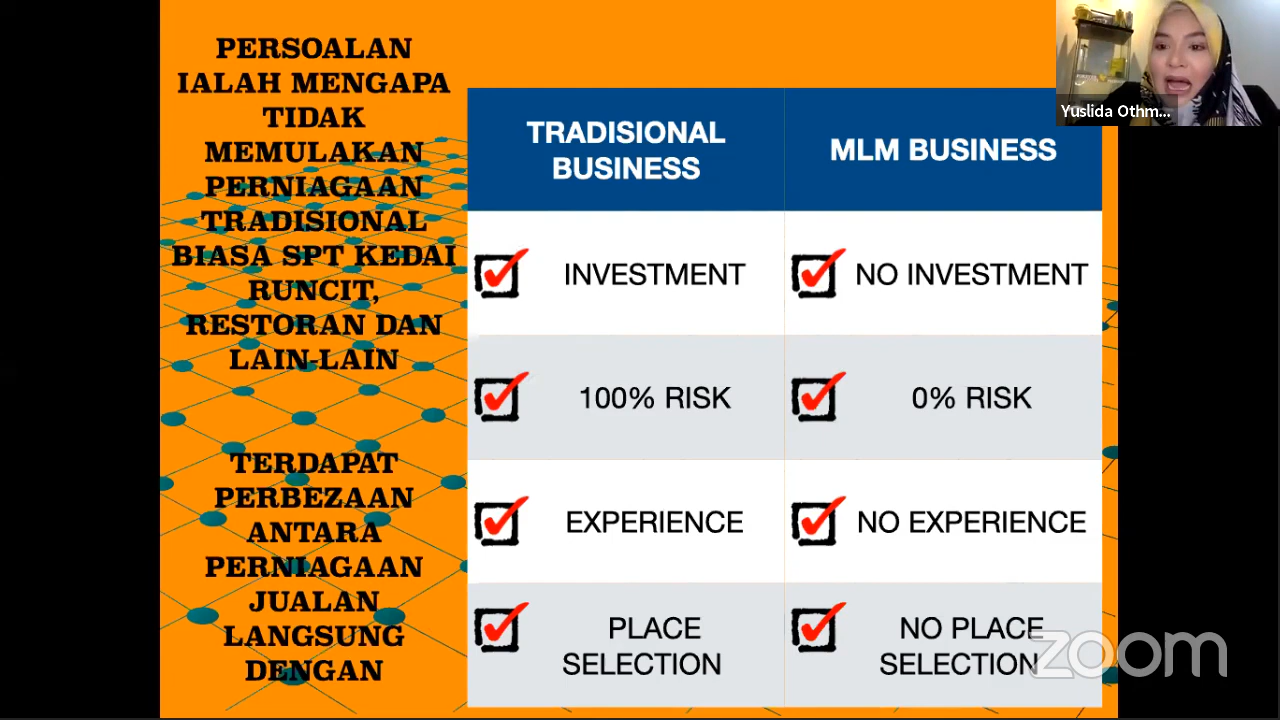 PERSOALAN
IALAH MENGAPA
TIDAK
MEMULAKAN
PERNIAGAAN
TRADISIONAL
BIASA SPT KEDAI
RUNCIT,
RESTORAN DAN
LAIN-LAIN
TERDAPAT
PERBEZAAN
ANTARA
PERNIAGAAN
JUALAN
LANGSUNG
DENGAN
TRADISIONAL
BUSINESS
MLM BUSINESS
INVESTMENT
NO INVESTMENT
100% RISK
0% RISK
EXPERIENCE
NO EXPERIENCE
PLACE
SELECTION
NO PLACE
SELECTION
Yuslida Othm...
zoom